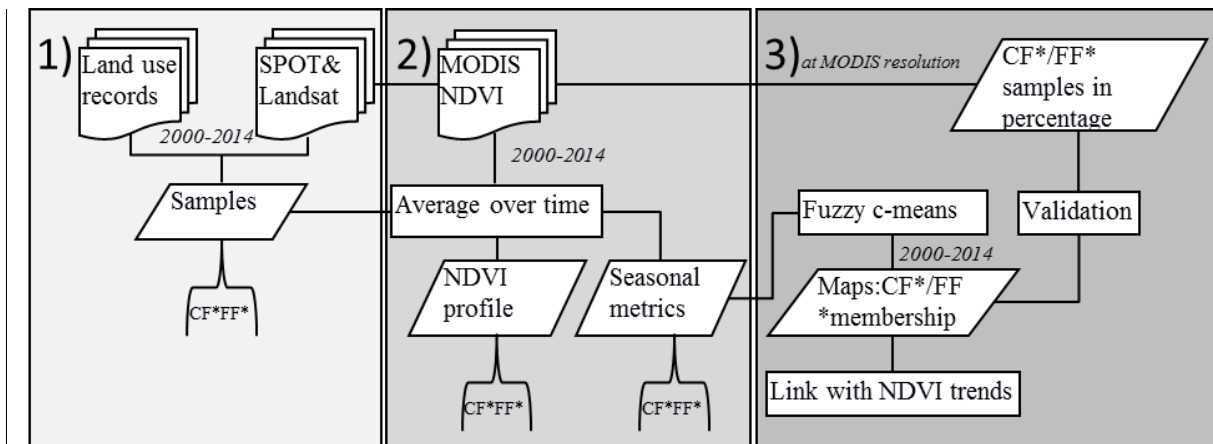 1)
Land use
records
SPOT&
Landsat
2000-2014
Samples
CF*FF*
2)
MODIS
NDVI
2000-2014
Average over time
NDVI
profile
Seasonal
metrics
CF*FF*
CF*FF*
3)
at MODIS resolution
CF*/FF*
samples in
percentage
Fuzzy c-means
Validation
2000-2014
Maps:CF*/FF
*membership
Link with NDVI trends